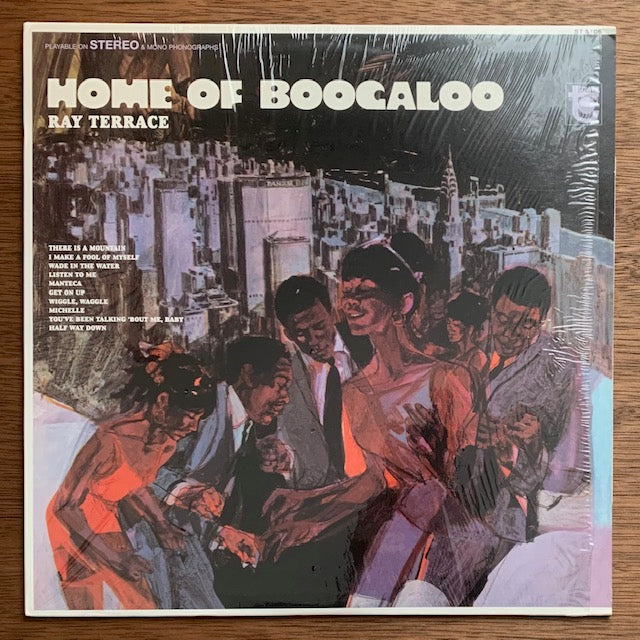 PLAYABLE ON STEREO & MONO PHONOGRAPHS
HOME OF BOOGALOO
RAY TERRACE
PAN AM
THERE IS A MOUNTAIN
I MAKE A FOOL OF MYSELF
WADE IN THE WATER
LISTEN TO ME
MANTECA
GET ON UP
WIGGLE, WAGGLE
MICHELLE
YOU'VE BEEN TALKING 'BOUT ME, BABY
HALF WAY DOWN